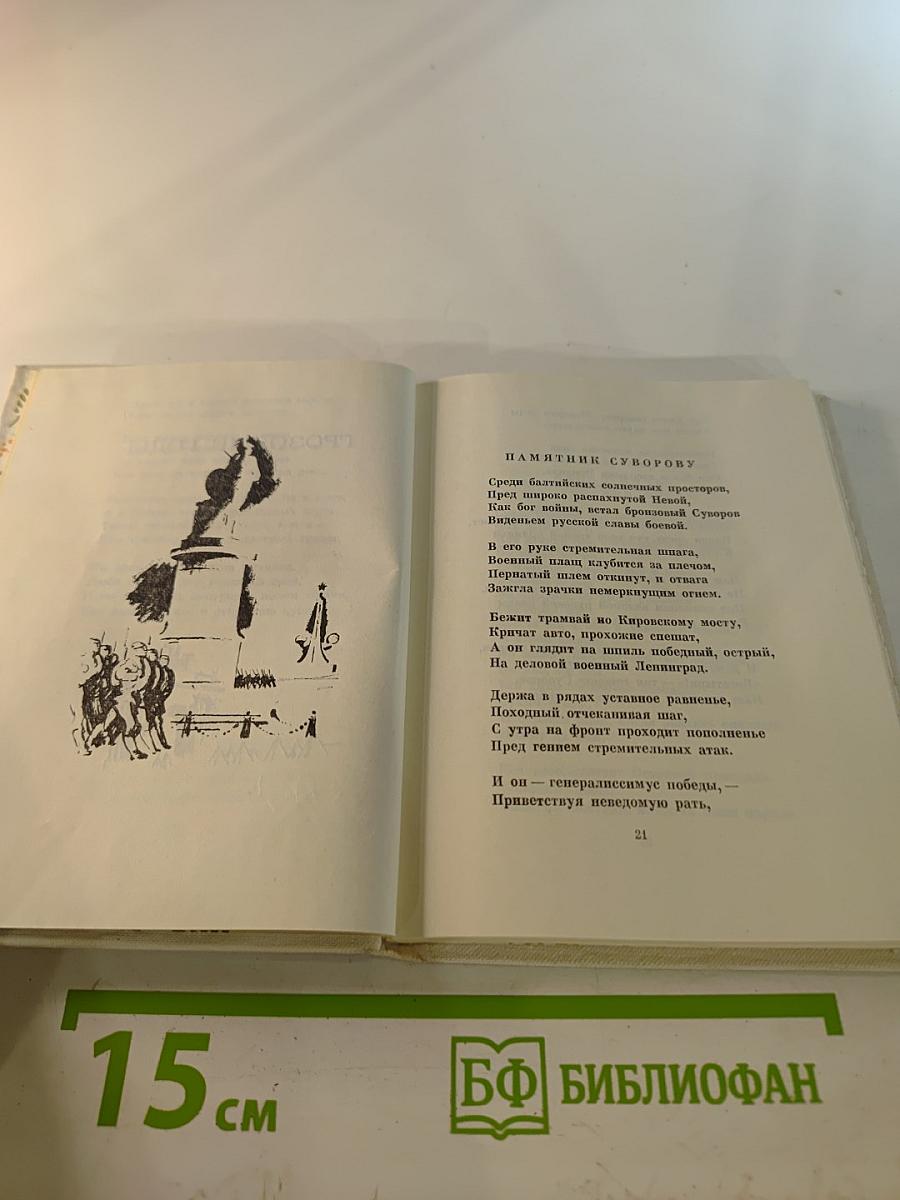 ПАМЯТНИК СУВОРОВУ
Среди балтийских солнечных просторов,
Пред широко распахнутой Невой,
Как бог войны, встал бронзовый Суворов
Виденьем русской славы боевой.
В его руке стремительная шпага,
Военный плащ клубится за плечом,
Пернатый шлем откинут, и отвага
Зажгла зрачки немеркнущим огнем.
Бежит трамвай по Кировскому мосту,
Кричат авто, прохожие спешат,
А он глядит на шпиль победный, острый,
На деловой военный Ленинград.
Держа в рядах уставное равненье,
Походный отчеканивая шаг,
С утра на фронт проходит пополненье
Пред гением стремительных атак.
И он — генералиссимус победы, —
Приветствуя неведомую рать,
21
15 см
БФ БИБЛИОФАН